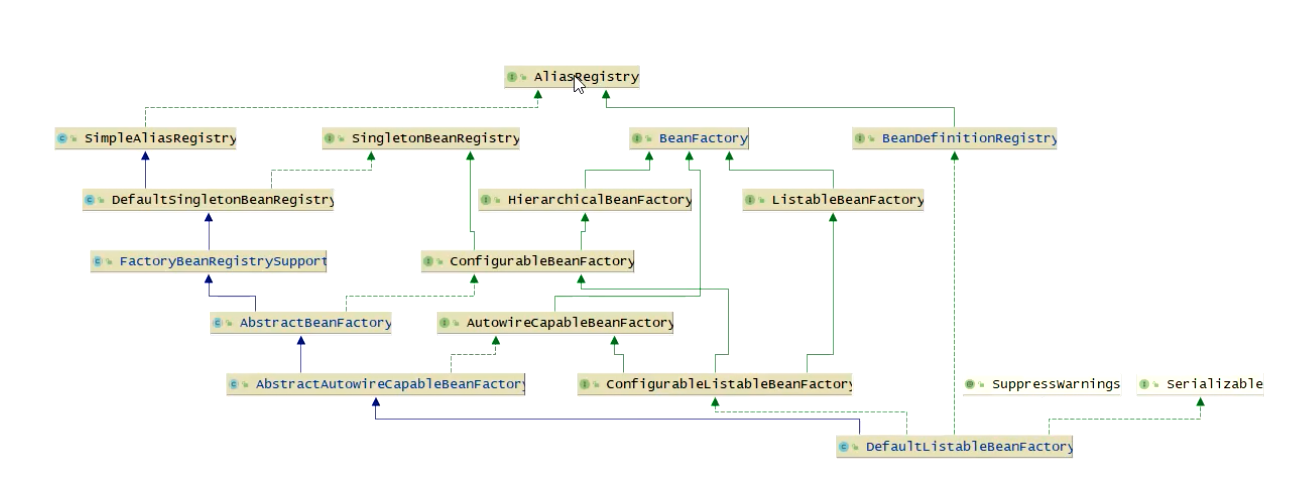 AliasRegistry
SimpleAliasRegistry
SingletonBeanRegistry
BeanFactory
BeanDefinitionRegistry
DefaultSingletonBeanRegistry
HierarchicalBeanFactory
ListableBeanFactory
FactoryBeanRegistrySupport
ConfigurableBeanFactory
AbstractBeanFactory
AutowireCapableBeanFactory
AbstractAutowireCapableBeanFactory
ConfigurableListableBeanFactory
SuppressWarnings
Serializable
DefaultListableBeanFactory